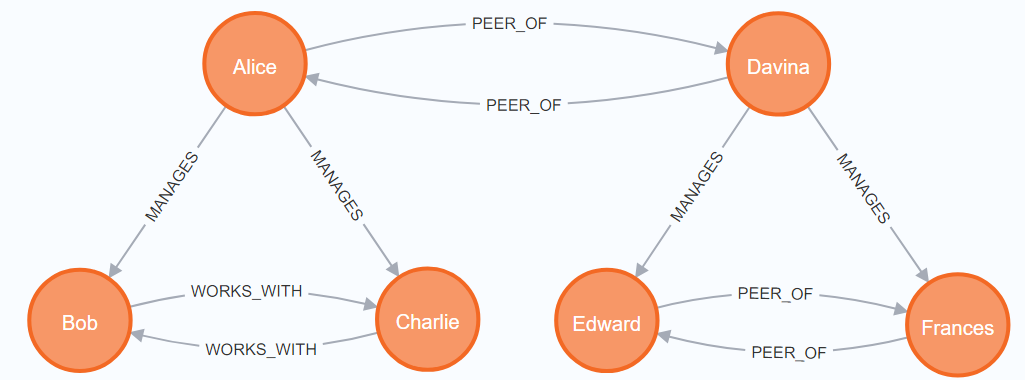 PEER_OF
Alice
Davina
PEER_OF
MANAGES
MANAGES
MANAGES
MANAGES
WORKS_WITH
PEER_OF
Bob
Charlie
Edward
Frances
WORKS_WITH
PEER_OF